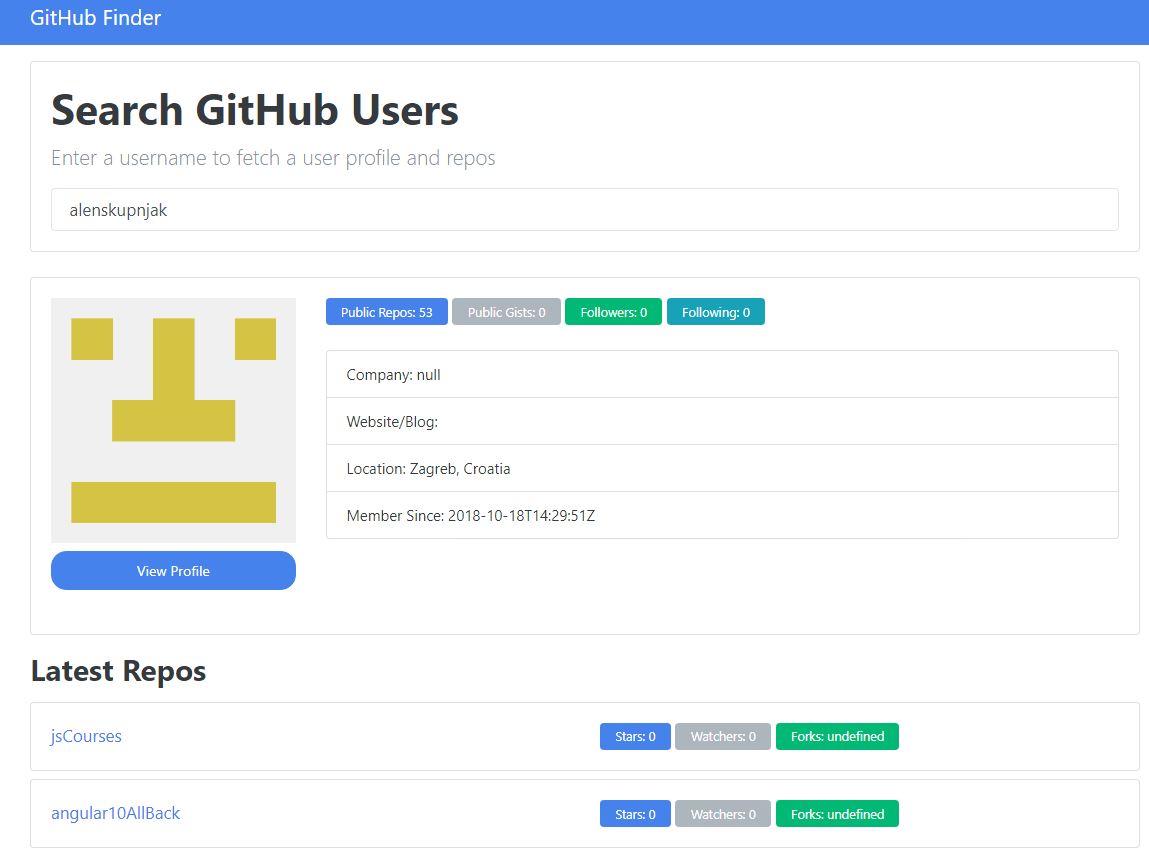 GitHub Finder
Search GitHub Users
Enter a username to fetch a user profile and repos
alenskupnjak
Public Repos: 53 Public Gists: 0 Followers: 0 Following: 0
Company: null
Website/Blog:
Location: Zagreb, Croatia
Member Since: 2018-10-18T14:29:51Z
View Profile
Latest Repos
jsCourses Stars: 0 Watchers: 0 Forks: undefined
angular10AllBack Stars: 0 Watchers: 0 Forks: undefined